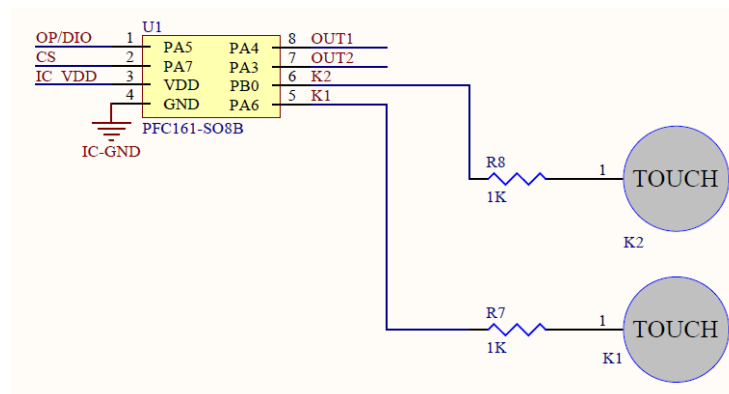 U1
OP/DIO 1 PA5 PA4 8 OUT1
CS 2 PA7 PA3 7 OUT2
IC_VDD 3 VDD PB0 6 K2
4 GND PA6 5 K1
PFC161-SO8B
IC-GND
R8
1
TOUCH
1K
K2
R7
1
TOUCH
1K
K1